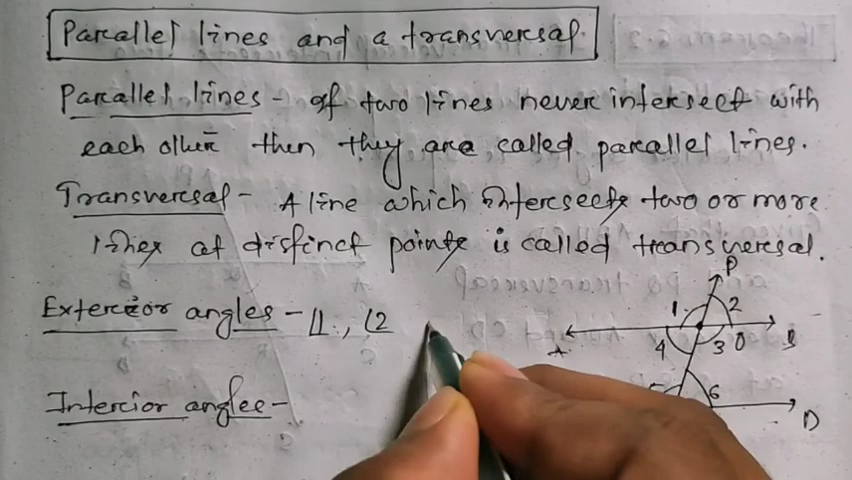 Parallel lines and a transversal.
Parallel lines - If two lines never intersect with
each other then they are called parallel lines.
Transversal - A line which intersects two or more
lines at distinct points is called transversal.
Exterior angles - ∠1, ∠2
Interior angles -
P
1 2
A 4 3 O B
5 6
D